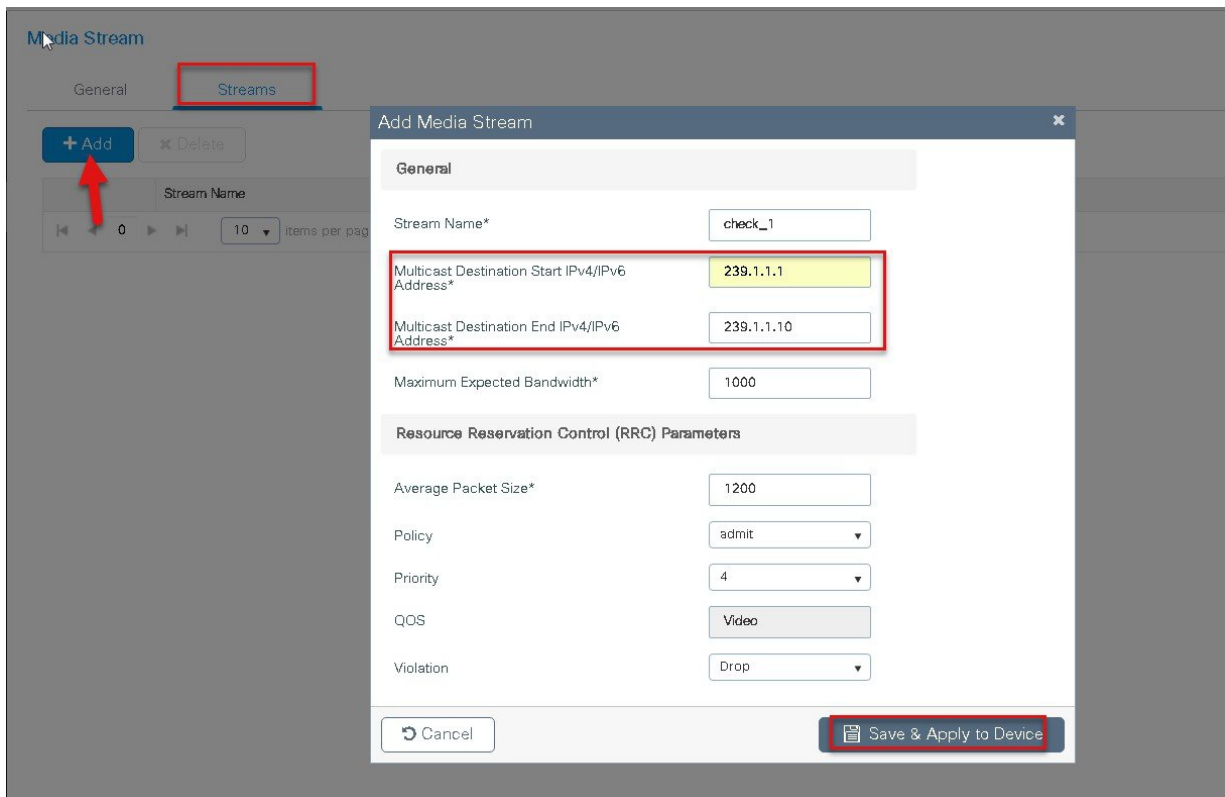 Media Stream
General
Streams
Add
Delete
Stream Name
0
10
items per pag
Add Media Stream
General
Stream Name*
check_1
Multicast Destination Start IPv4/IPv6
Address*
239.1.1.1
Multicast Destination End IPv4/IPv6
Address*
239.1.1.10
Maximum Expected Bandwidth*
1000
Resource Reservation Control (RRC) Parameters
Average Packet Size*
1200
Policy
admit
Priority
4
QOS
Video
Violation
Drop
Cancel
Save & Apply to Device